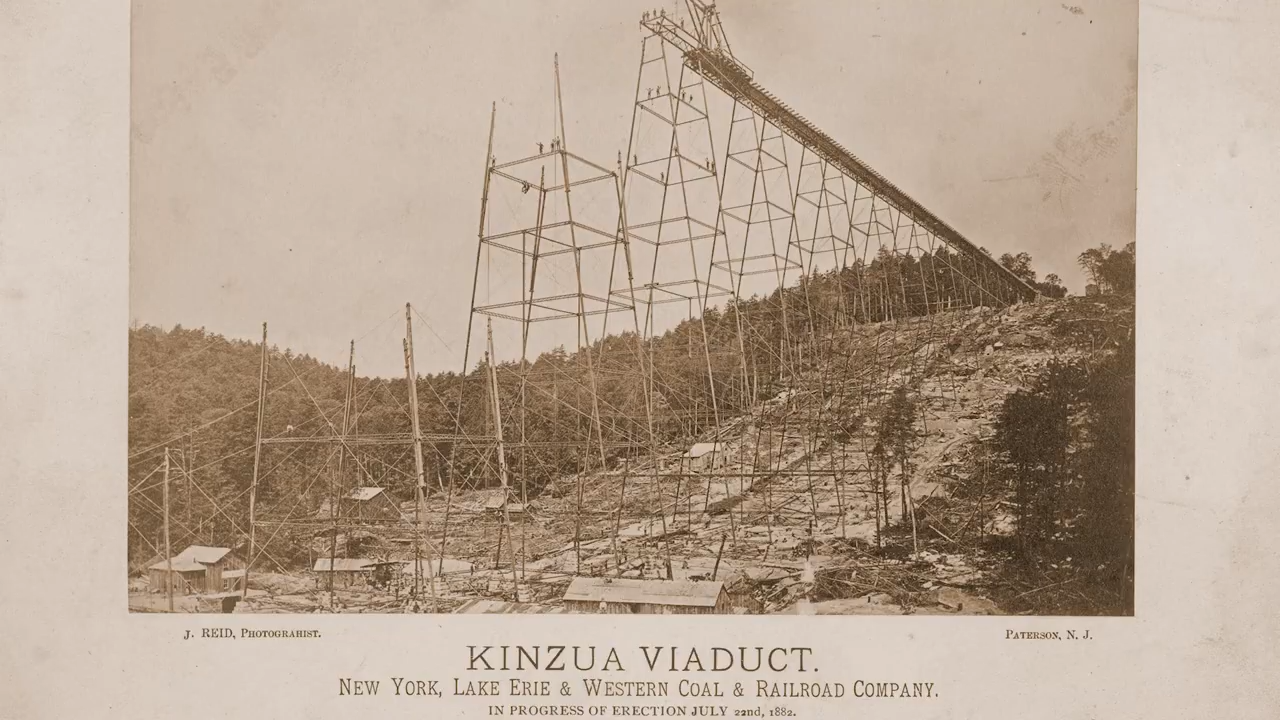 J. REID, PHOTOGRAHIST. PATERSON, N. J.
KINZUA VIADUCT.
NEW YORK, LAKE ERIE & WESTERN COAL & RAILROAD COMPANY.
IN PROGRESS OF ERECTION JULY 22nd, 1882.